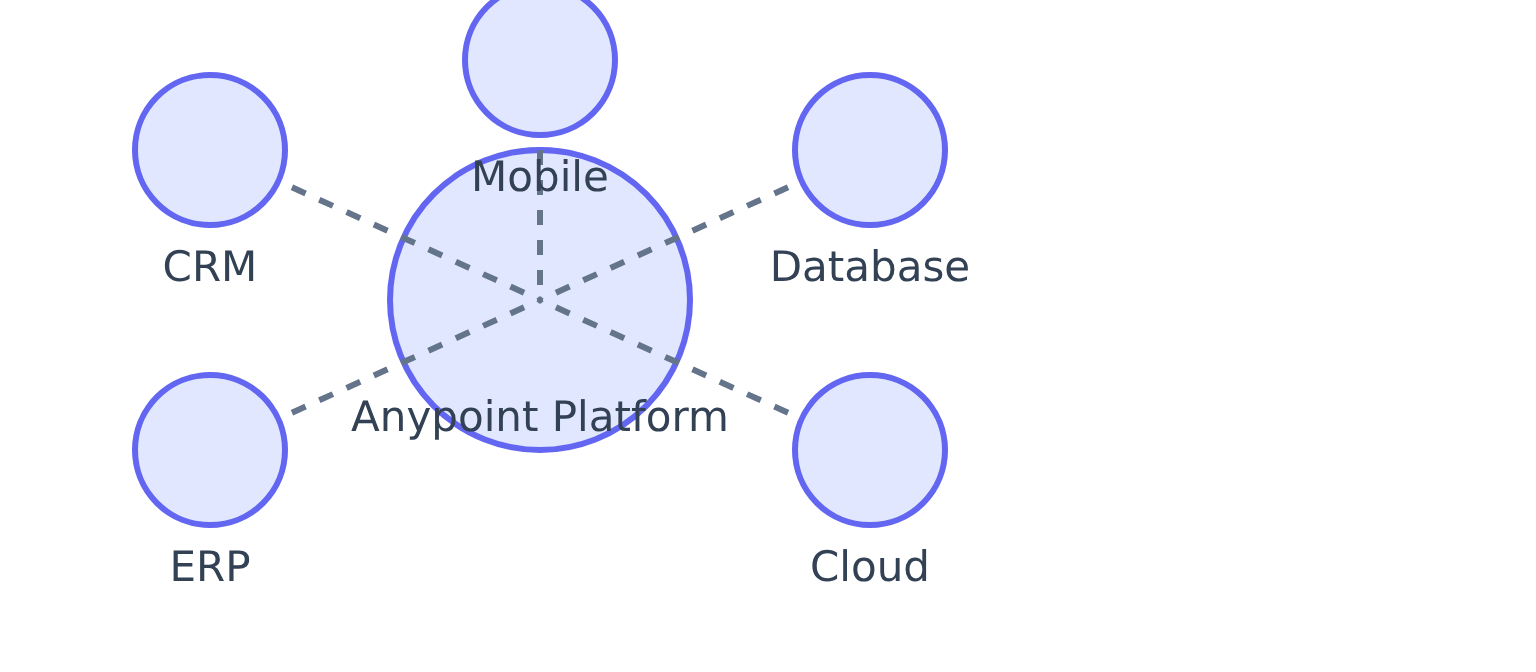 Mobile
CRM
Database
Anypoint Platform
ERP
Cloud